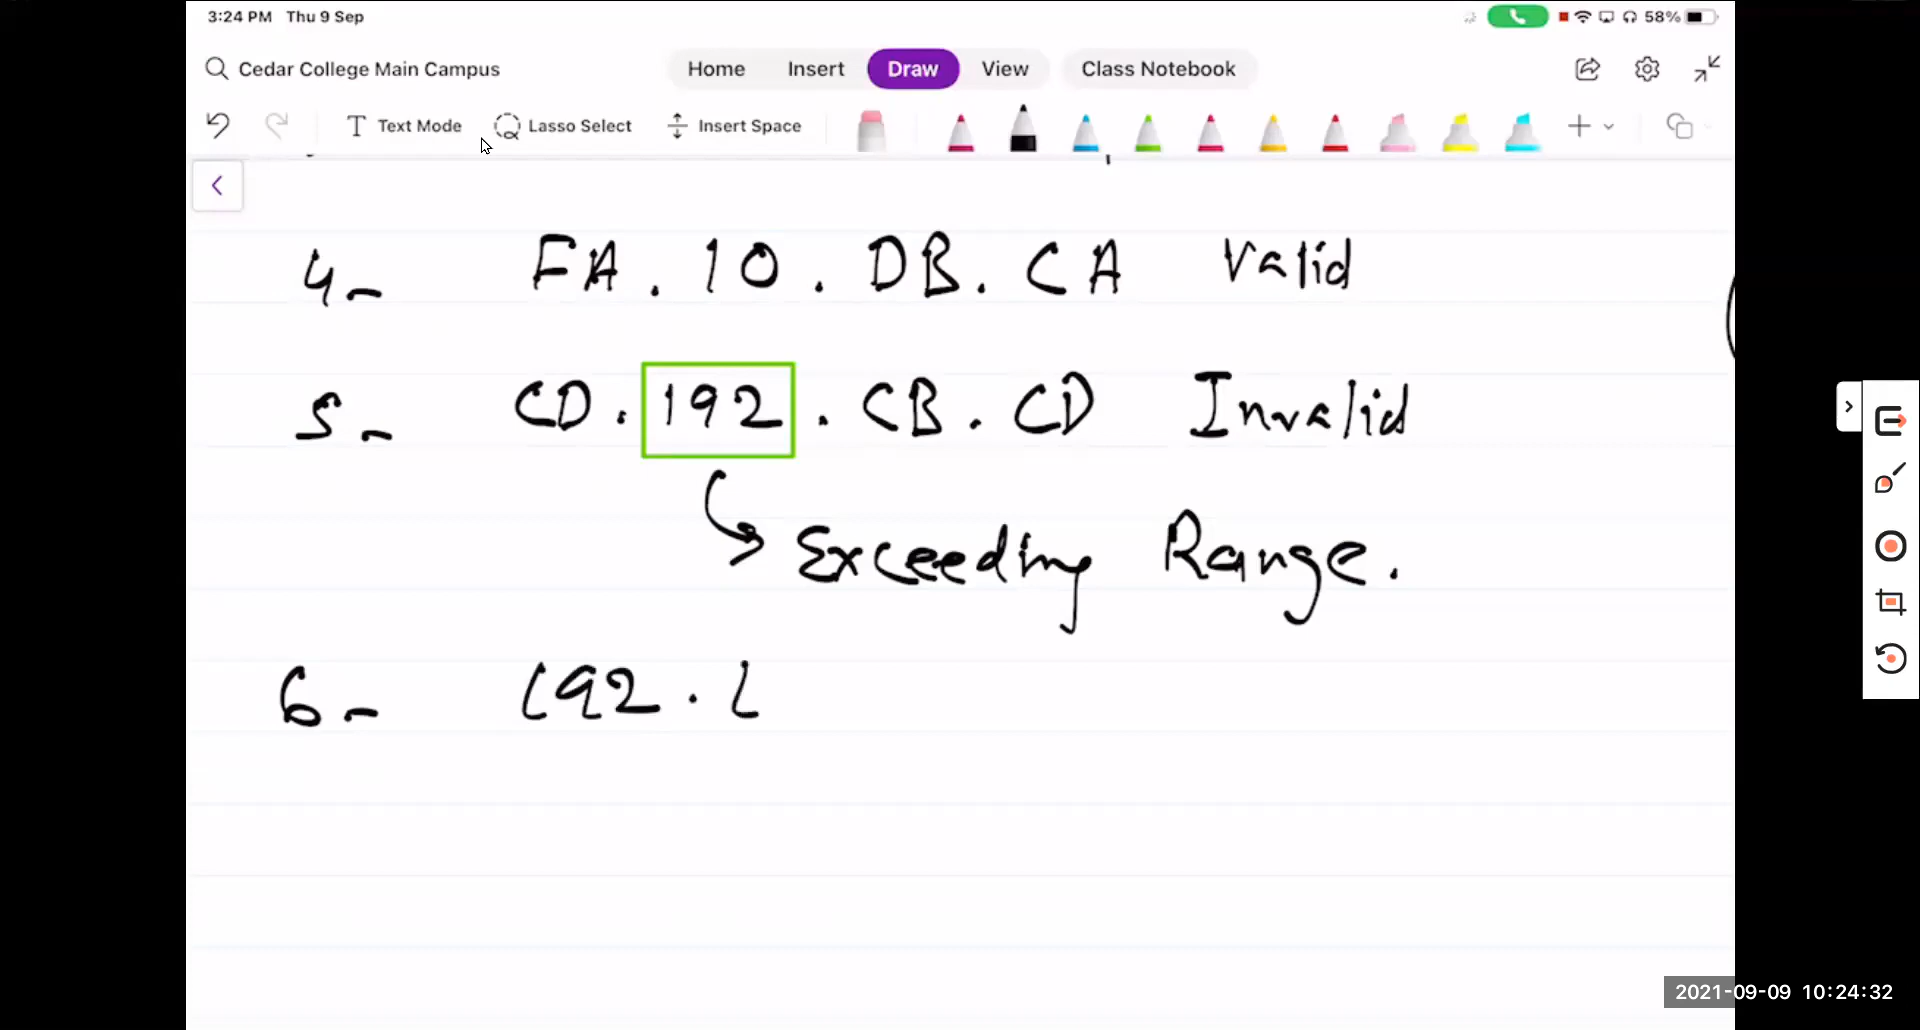 3:24 PM Thu 9 Sep 58%
Cedar College Main Campus Home Insert Draw View Class Notebook
Text Mode Lasso Select Insert Space
4- FA.10.DB.CA Valid
5- CD.192.CB.CD Invalid
Exceeding Range.
6- 192.
2021-09-09 10:24:32